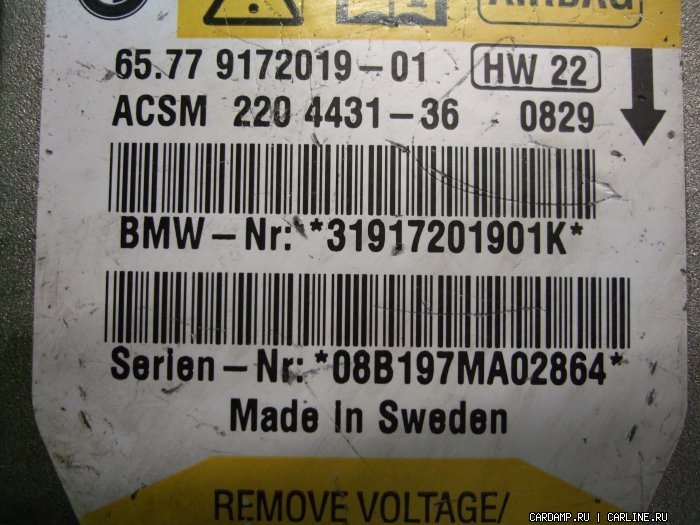 AIRBAG
65.77 9172019-01 HW 22
ACSM 220 4431-36 0829
BMW-Nr: *31917201901K*
Serien-Nr: *08B197MA02864*
Made in Sweden
REMOVE VOLTAGE/
CARDAMP.RU | CARLINE.RU